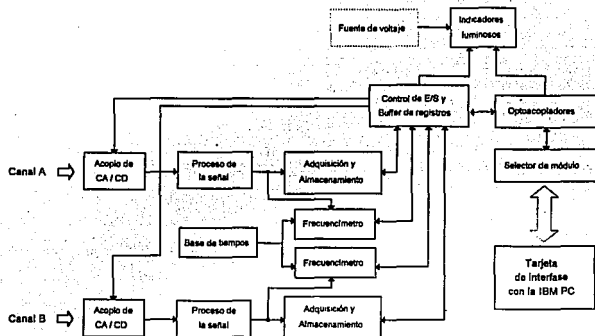 Fuente de voltaje
Indicadores
luminosos
Control de E/S y
Buffer de registros
Optoacopladores
Canal A
Acoplo de
CA / CD
Proceso de
la señal
Adquisición y
Almacenamiento
Selector de módulo
Frecuencímetro
Base de tiempos
Frecuencímetro
Tarjeta
de interfase
con la IBM PC
Canal B
Acoplo de
CA / CD
Proceso de
la señal
Adquisición y
Almacenamiento